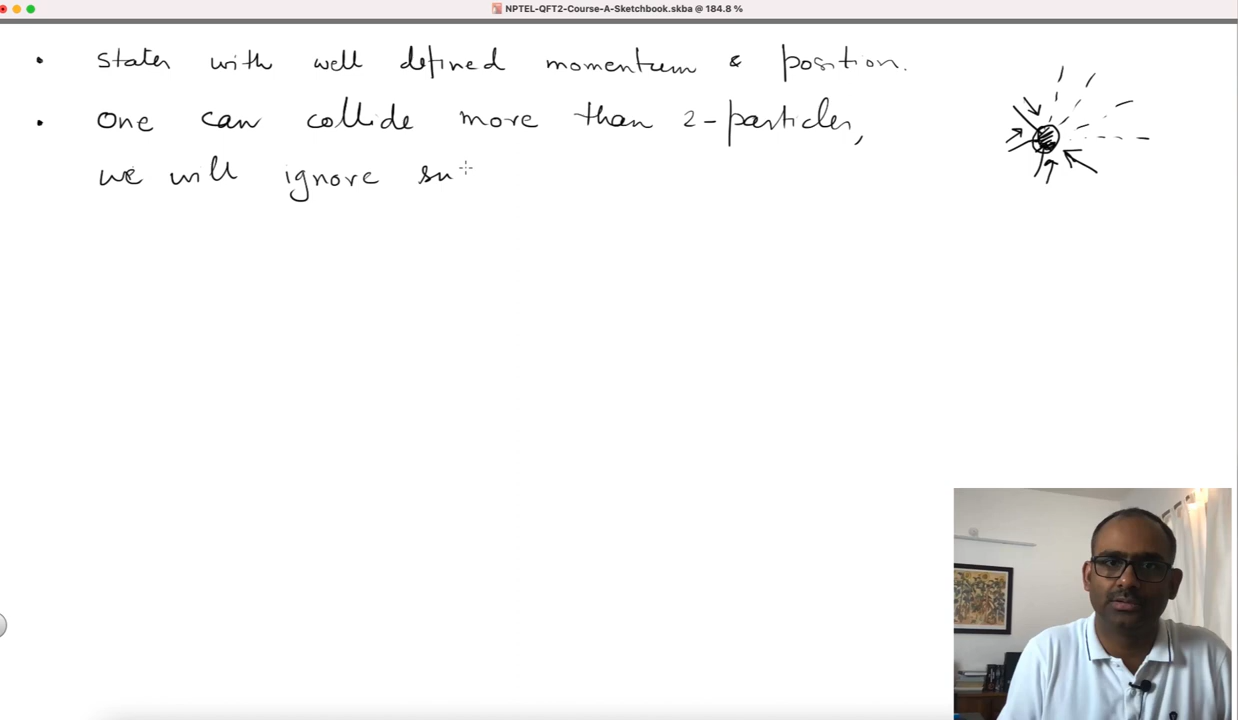 NPTEL-QFT2-Course-A-Sketchbook.skba @ 184.8 %
• states with well defined momentum & position.
• One can collide more than 2-particles,
we will ignore su